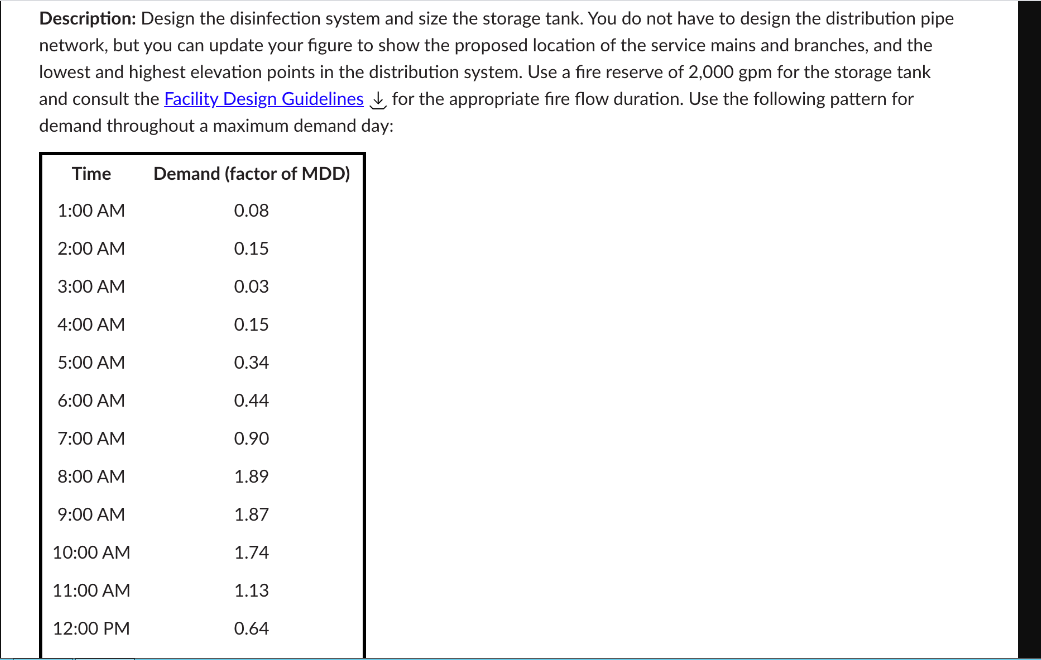 Description: Design the disinfection system and size the storage tank. You do not have to design the distribution pipe
network, but you can update your figure to show the proposed location of the service mains and branches, and the
lowest and highest elevation points in the distribution system. Use a fire reserve of 2,000 gpm for the storage tank
and consult the Facility Design Guidelines for the appropriate fire flow duration. Use the following pattern for
demand throughout a maximum demand day:
Time Demand (factor of MDD)
1:00 AM 0.08
2:00 AM 0.15
3:00 AM 0.03
4:00 AM 0.15
5:00 AM 0.34
6:00 AM 0.44
7:00 AM 0.90
8:00 AM 1.89
9:00 AM 1.87
10:00 AM 1.74
11:00 AM 1.13
12:00 PM 0.64